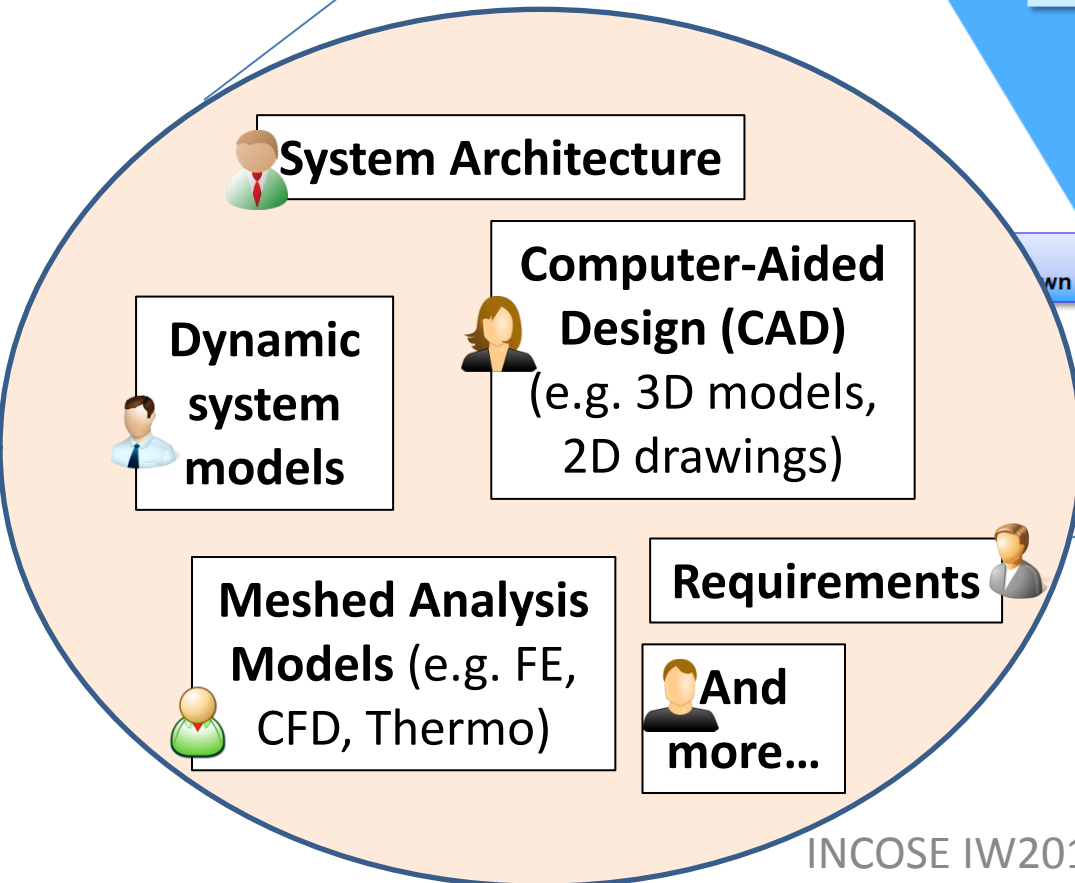 System Architecture
Computer-Aided
Design (CAD)
(e.g. 3D models,
2D drawings)
Dynamic
system
models
Requirements
Meshed Analysis
Models (e.g. FE,
CFD, Thermo)
And
more…
INCOSE